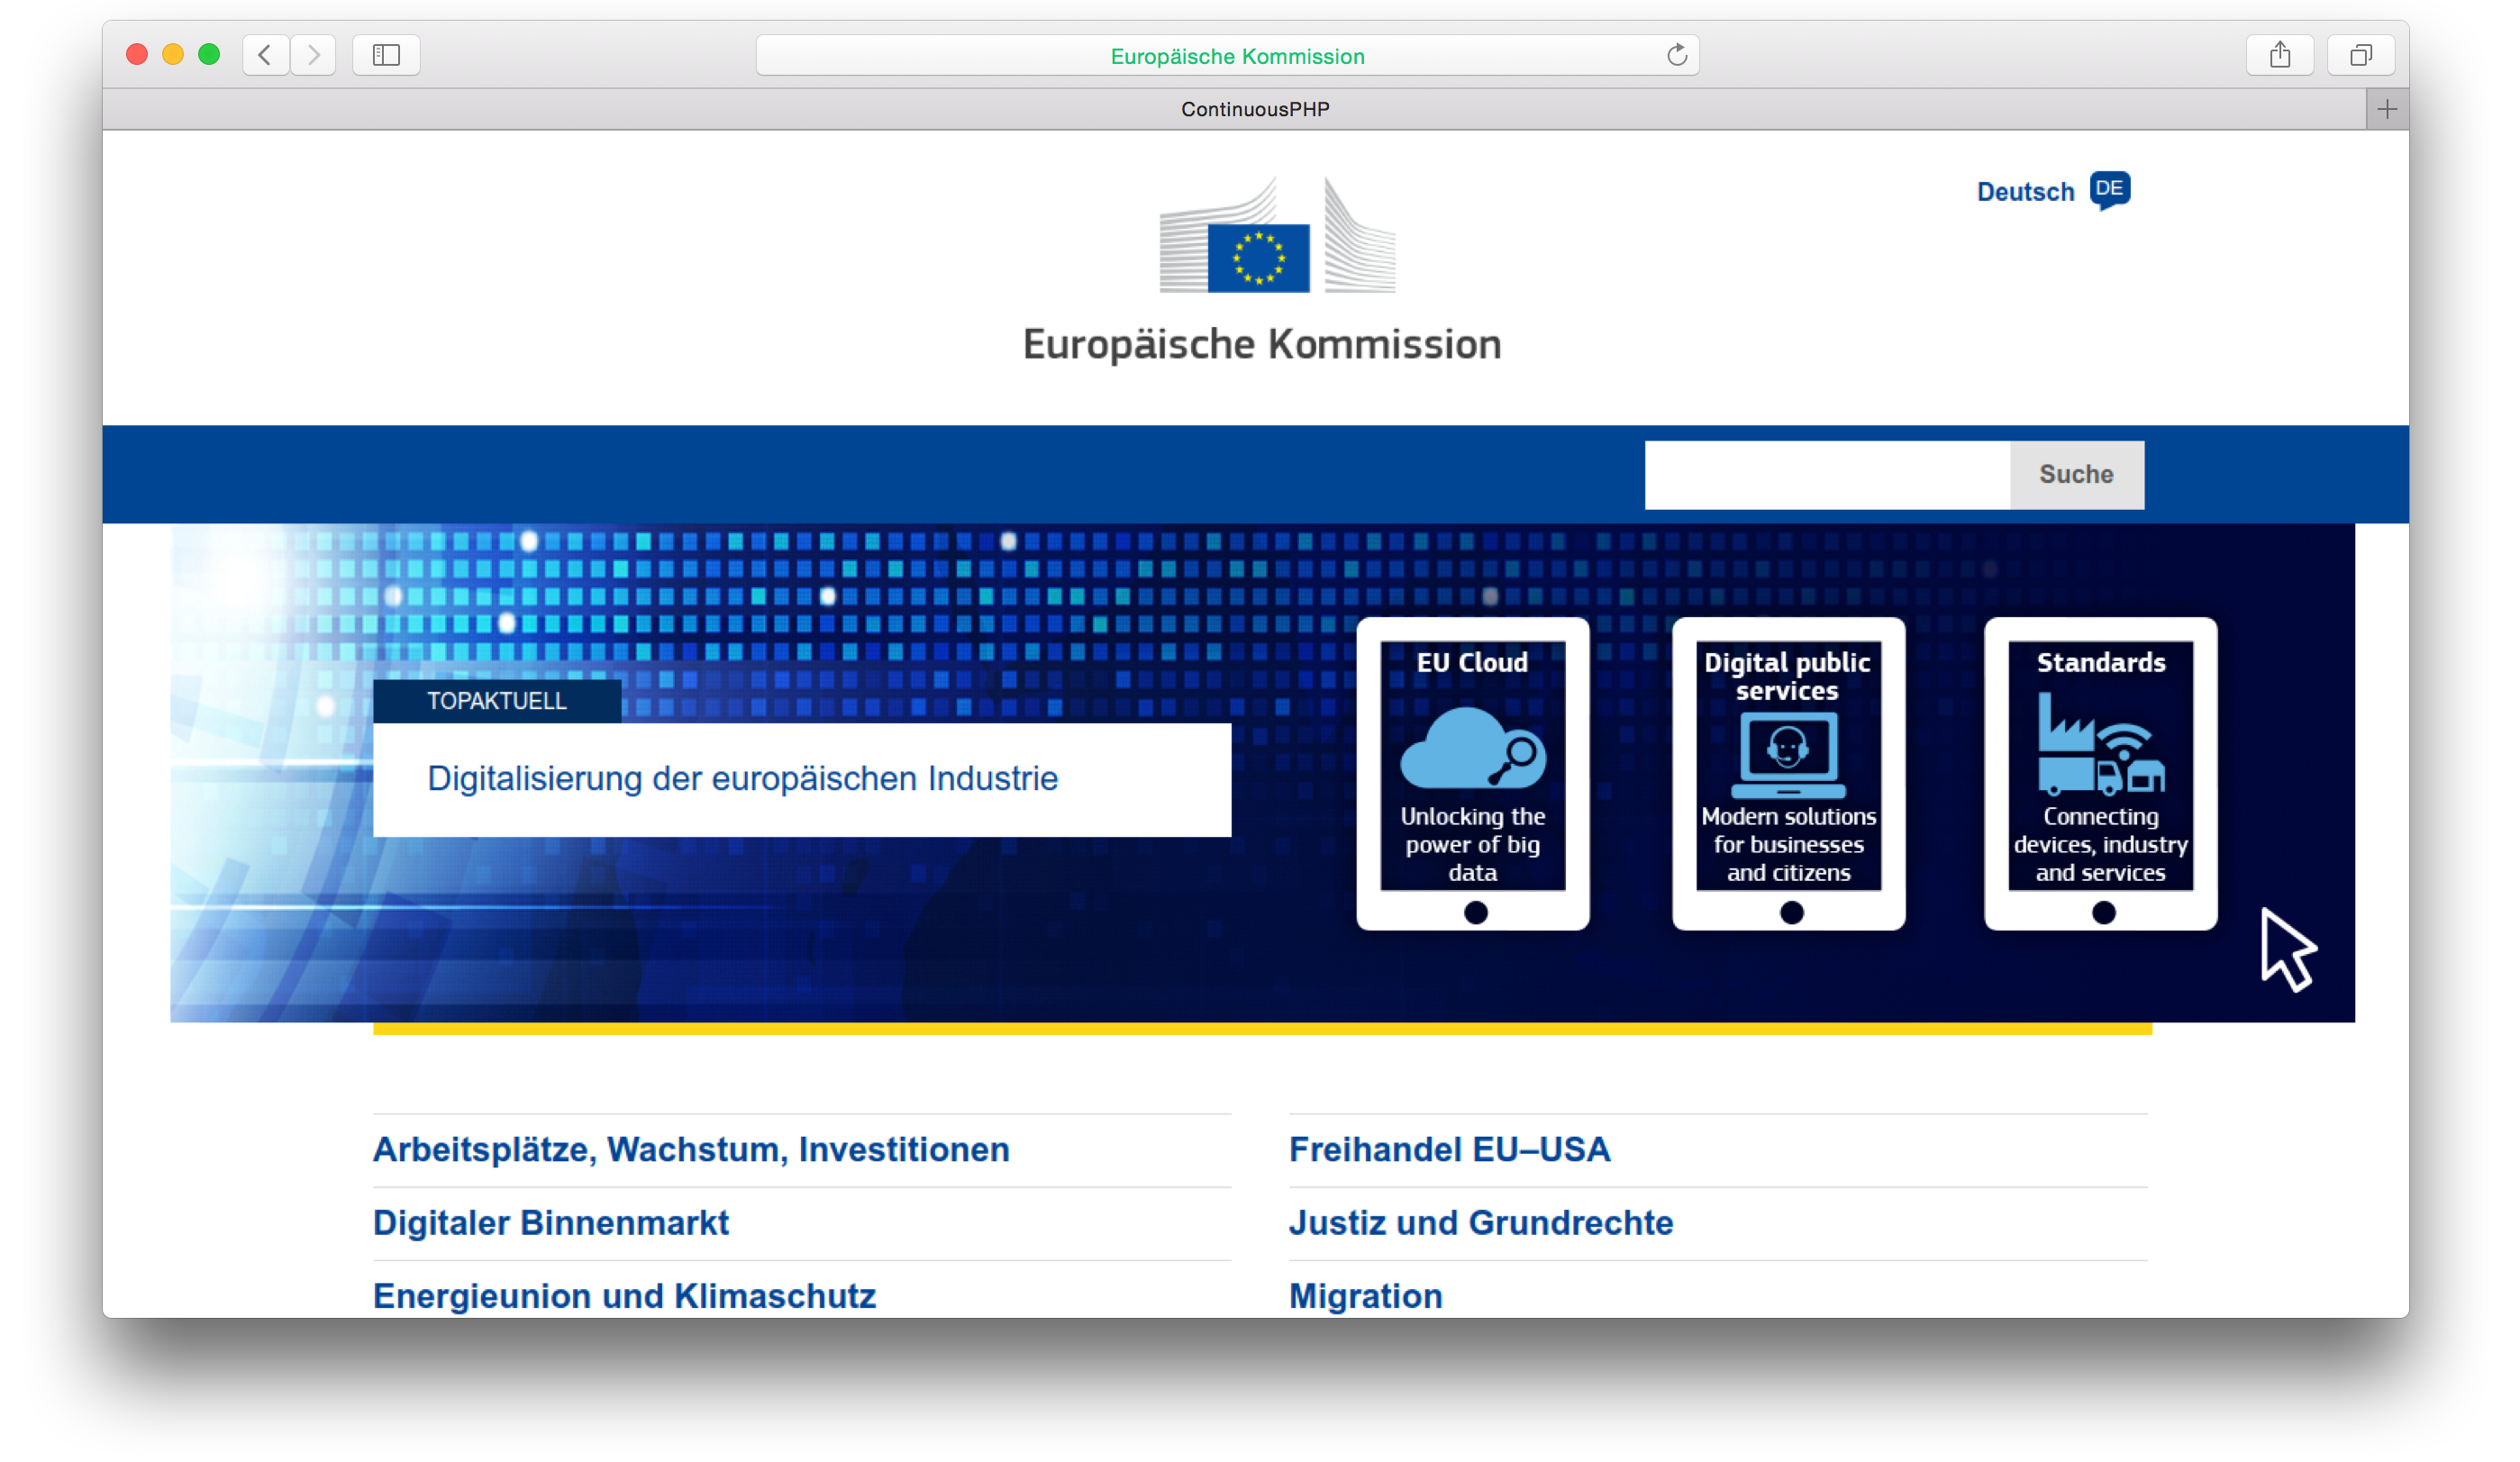 Europäische Kommission
ContinuousPHP
Deutsch DE
Europäische Kommission
Suche
TOPAKTUELL
Digitalisierung der europäischen Industrie
EU Cloud
Unlocking the
power of big
data
Digital public
services
Modern solutions
for businesses
and citizens
Standards
Connecting
devices, industry
and services
Arbeitsplätze, Wachstum, Investitionen
Freihandel EU–USA
Digitaler Binnenmarkt
Justiz und Grundrechte
Energieunion und Klimaschutz
Migration